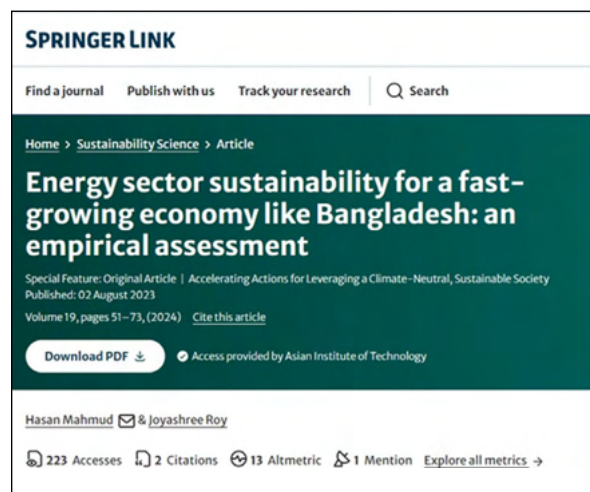 SPRINGER LINK
Find a journal Publish with us Track your research Search
Home > Sustainability Science > Article
Energy sector sustainability for a fast-
growing economy like Bangladesh: an
empirical assessment
Special Feature: Original Article | Accelerating Actions for Leveraging a Climate-Neutral, Sustainable Society
Published: 02 August 2023
Volume 19, pages 51–73, (2024) Cite this article
Download PDF Access provided by Asian Institute of Technology
Hasan Mahmud & Joyashree Roy
223 Accesses 2 Citations 13 Altmetric 1 Mention Explore all metrics →